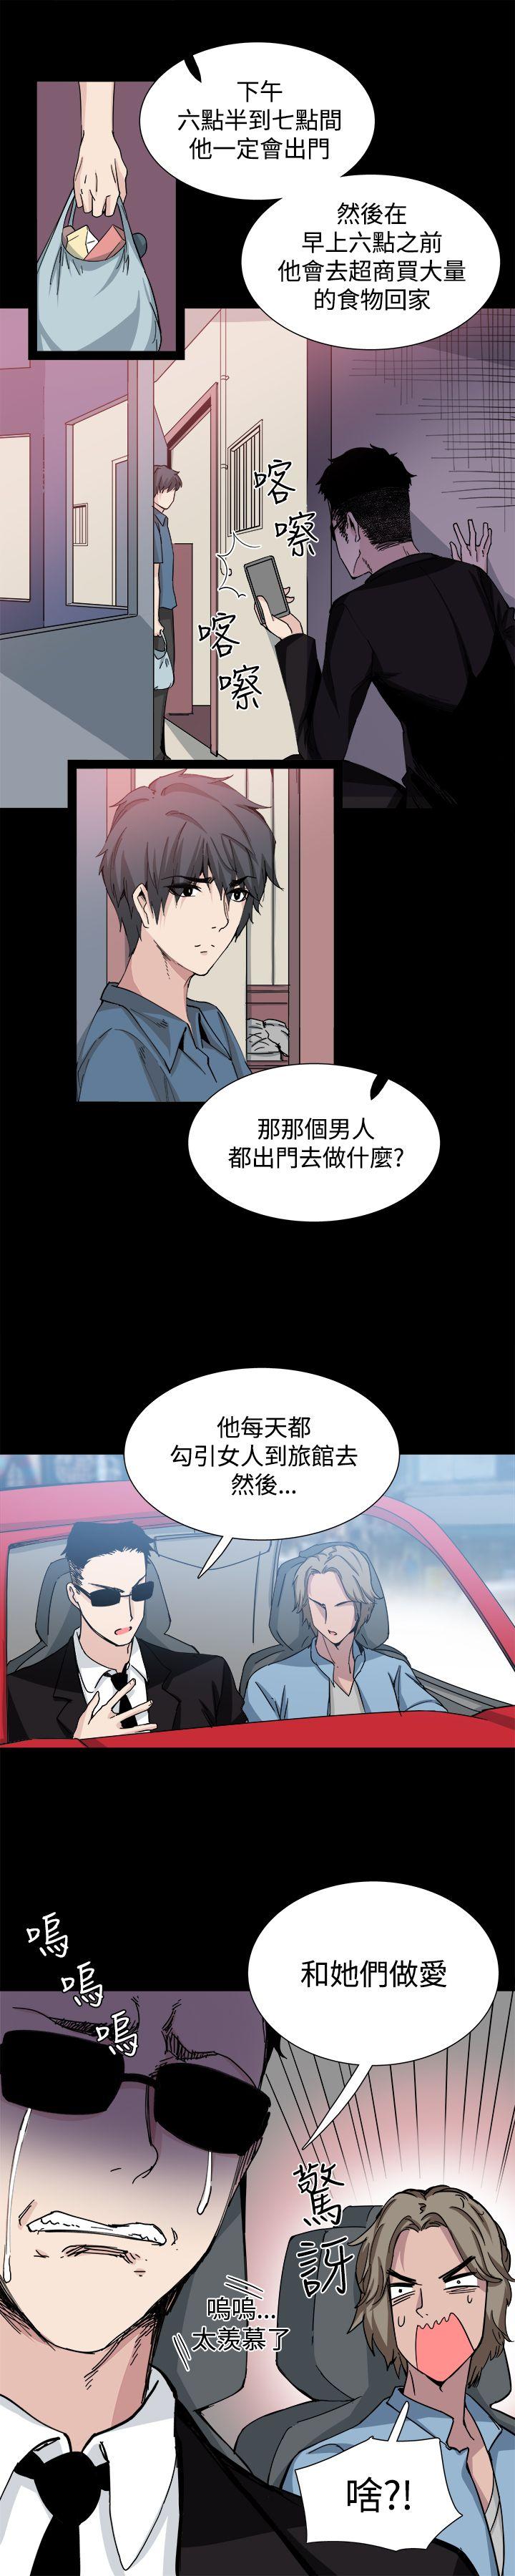 下午
六點半到七點間
他一定會出門
然後在
早上六點之前
他會去超商買大量
的食物回家
喀
嚓
喀
嚓
那那個男人
都出門去做什麼?
他每天都
勾引女人到旅館去
然後...
和她們做愛
嗚
嗚
嗚
驚
訝
嗚嗚...
太羨慕了
啥?!